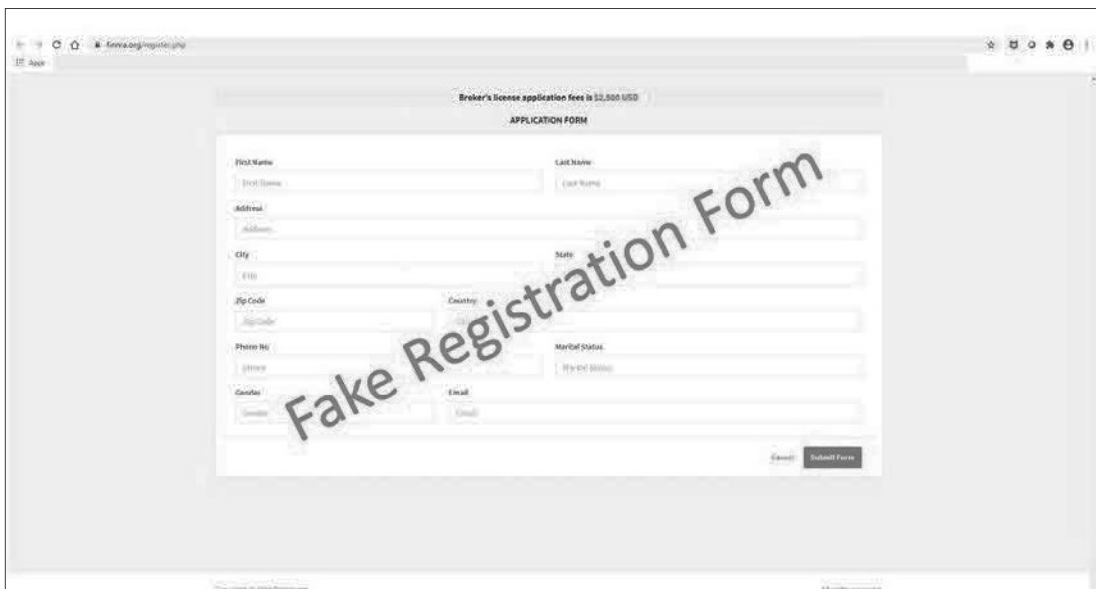 finnra.org/register.php
Apps
Broker's license application fees is $2,500 USD
APPLICATION FORM
First Name Last Name
First Name Last Name
Address
Address
City State
City
Zip Code Country
Zip Code
Phone No Marital Status
phone Marital Status
Gender Email
Gender Email
Cancel Submit Form
Fake Registration Form